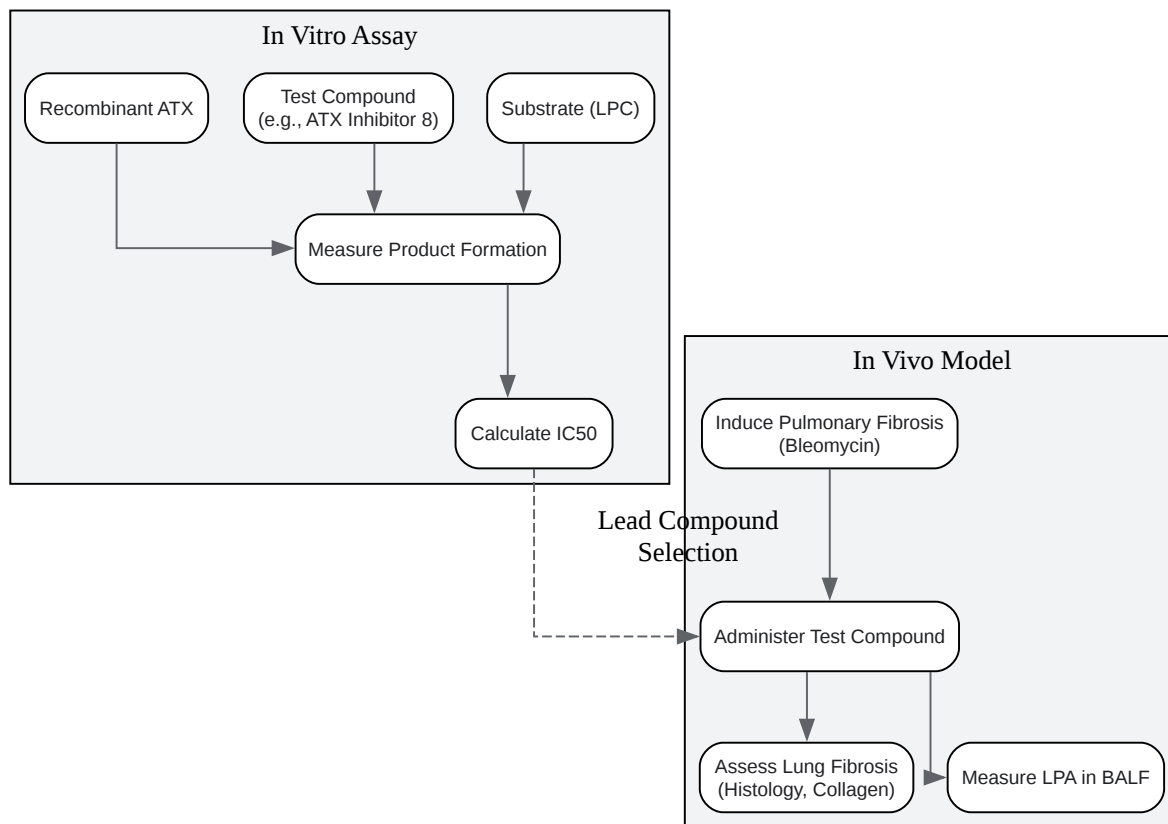 In Vitro Assay
Recombinant ATX
Test Compound
(e.g., ATX Inhibitor 8)
Substrate (LPC)
Measure Product Formation
Calculate IC50
In Vivo Model
Induce Pulmonary Fibrosis
(Bleomycin)
Lead Compound
Selection
Administer Test Compound
Assess Lung Fibrosis
(Histology, Collagen)
Measure LPA in BALF